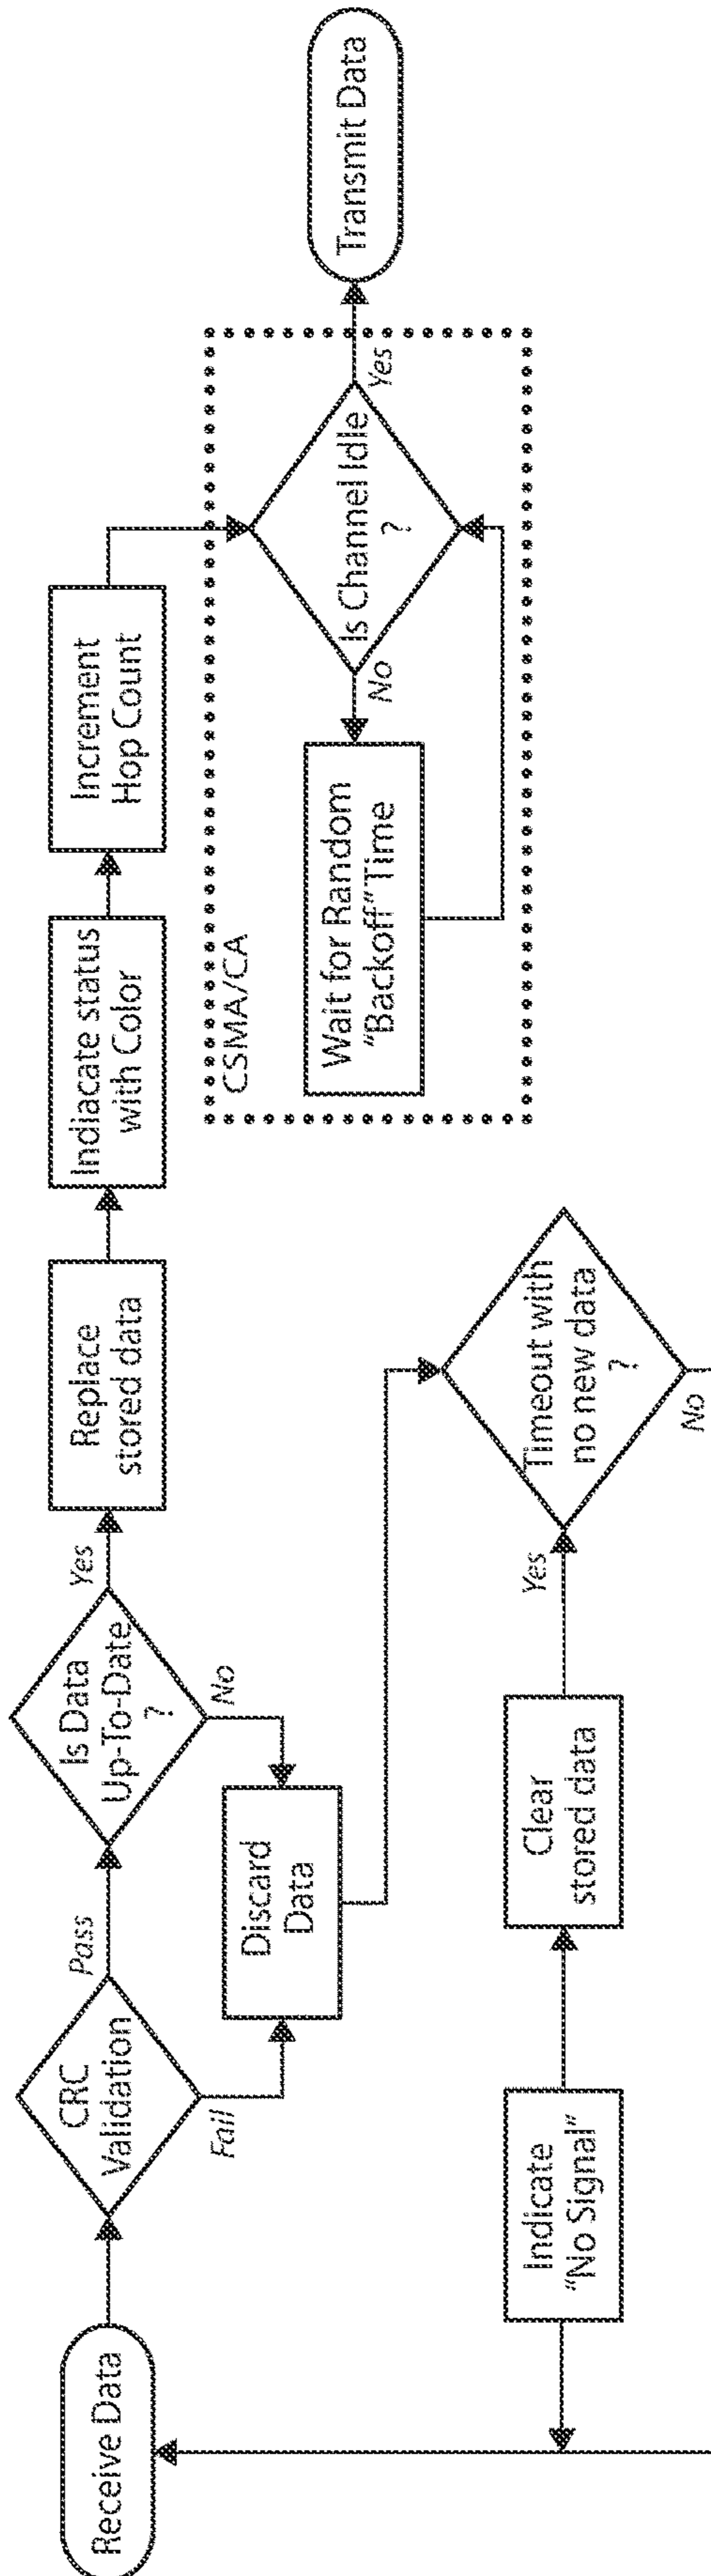 Receive Data
CRC
Validation
Pass
Fail
Is Data
Up-To-Date
?
Yes
No
Discard
Data
Replace
stored data
Indiacate status
with Color
Increment
Hop Count
CSMA/CA
Is Channel Idle
?
Yes
No
Wait for Random
“Backoff” Time
Transmit Data
Timeout with
no new data
?
Yes
No
Clear
stored data
Indicate
“No Signal”